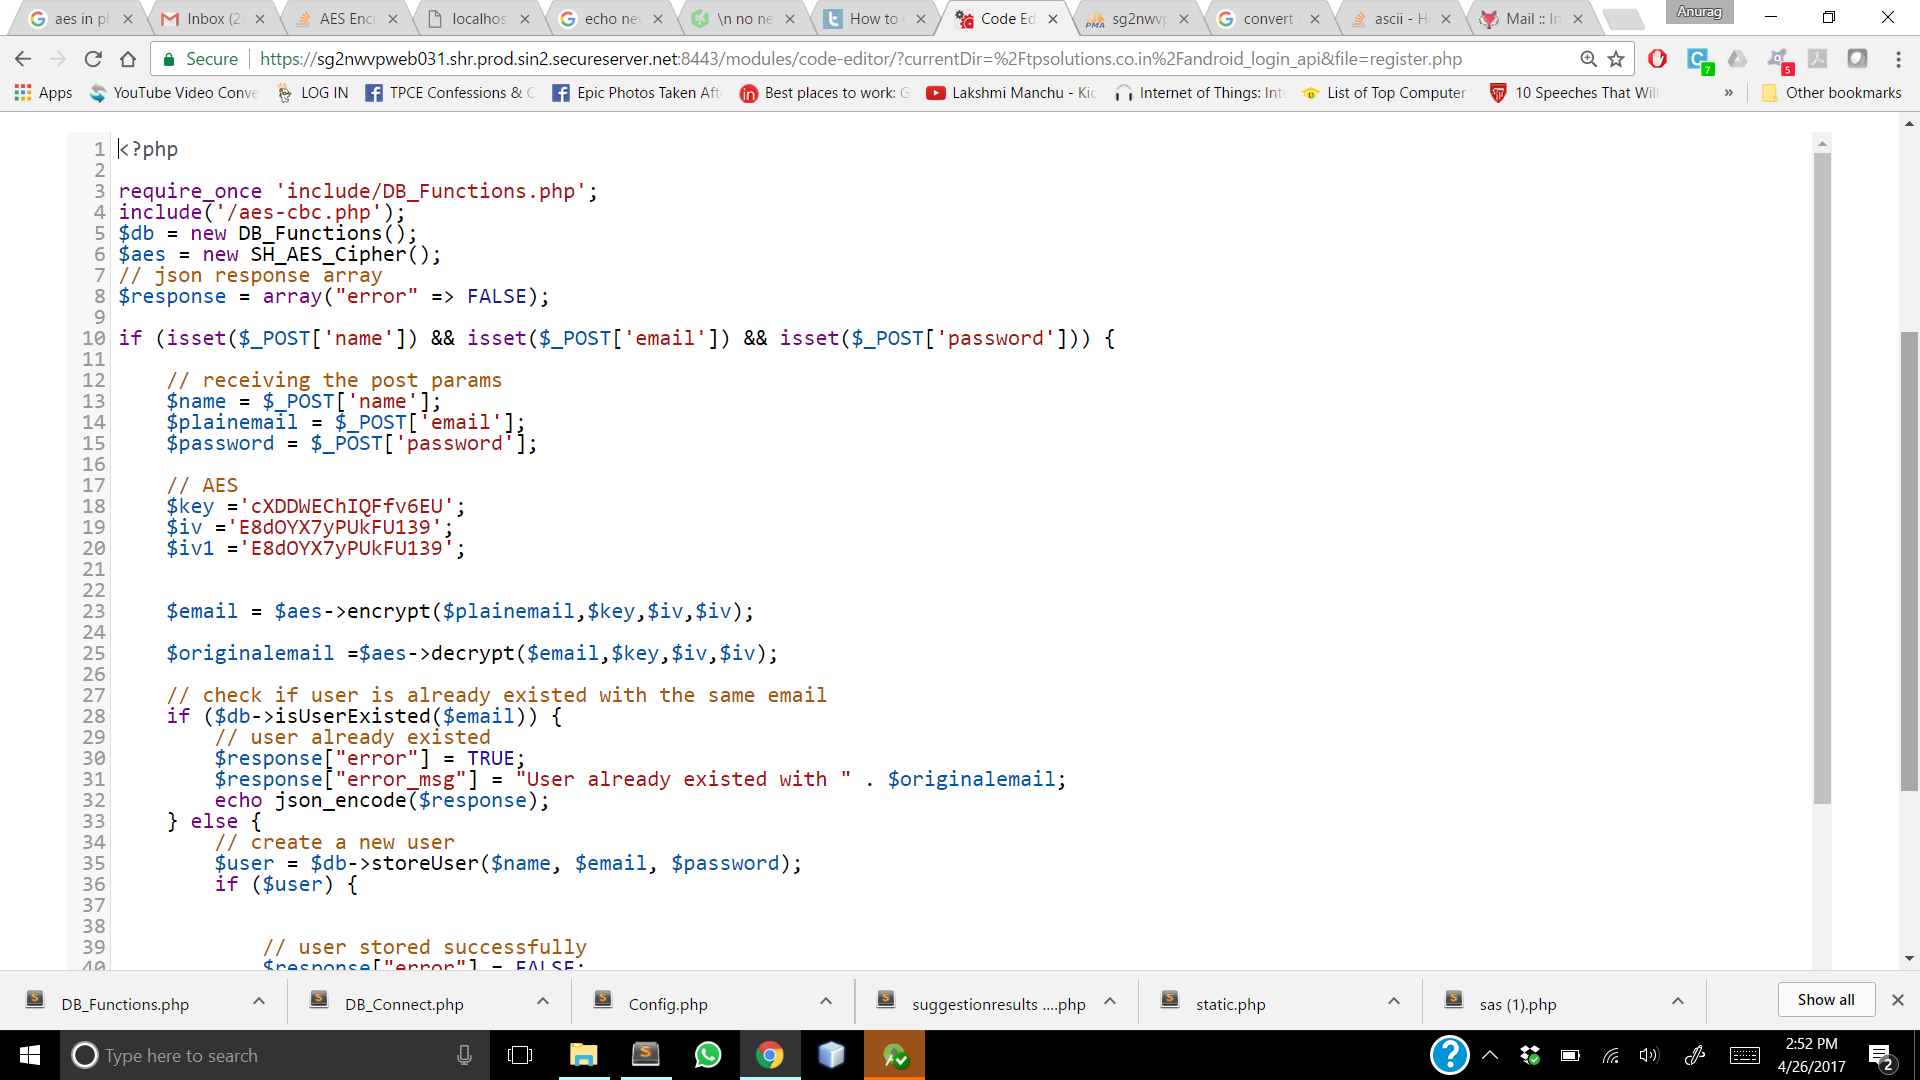 aes in p
Inbox (2
AES Enc
localhos
echo ne
\n no ne
How to
Code Ed
sg2nwvp
convert
ascii - H
Mail :: In
Anurag
Secure
https://sg2nwvpweb031.shr.prod.sin2.secureserver.net:8443/modules/code-editor/?currentDir=%2Ftpsolutions.co.in%2Fandroid_login_api&file=register.php
7
5
Apps
YouTube Video Conve
LOG IN
TPCE Confessions &
Epic Photos Taken Aft
Best places to work:
Lakshmi Manchu - Kic
Internet of Things: Int
List of Top Computer
10 Speeches That Will
»
Other bookmarks
1 <?php
2
3 require_once 'include/DB_Functions.php';
4 include('/aes-cbc.php');
5 $db = new DB_Functions();
6 $aes = new SH_AES_Cipher();
7 // json response array
8 $response = array("error" => FALSE);
9
10 if (isset($_POST['name']) && isset($_POST['email']) && isset($_POST['password'])) {
11
12 // receiving the post params
13 $name = $_POST['name'];
14 $plainemail = $_POST['email'];
15 $password = $_POST['password'];
16
17 // AES
18 $key ='cXDDWEChIQFfv6EU';
19 $iv ='E8dOYX7yPUkFU139';
20 $iv1 ='E8dOYX7yPUkFU139';
21
22
23 $email = $aes->encrypt($plainemail,$key,$iv,$iv);
24
25 $originalemail =$aes->decrypt($email,$key,$iv,$iv);
26
27 // check if user is already existed with the same email
28 if ($db->isUserExisted($email)) {
29 // user already existed
30 $response["error"] = TRUE;
31 $response["error_msg"] = "User already existed with " . $originalemail;
32 echo json_encode($response);
33 } else {
34 // create a new user
35 $user = $db->storeUser($name, $email, $password);
36 if ($user) {
37
38
39 // user stored successfully
40 $response["error"] = FALSE;
DB_Functions.php
DB_Connect.php
Config.php
suggestionresults ....php
static.php
sas (1).php
Show all
Type here to search
2:52 PM
4/26/2017
2